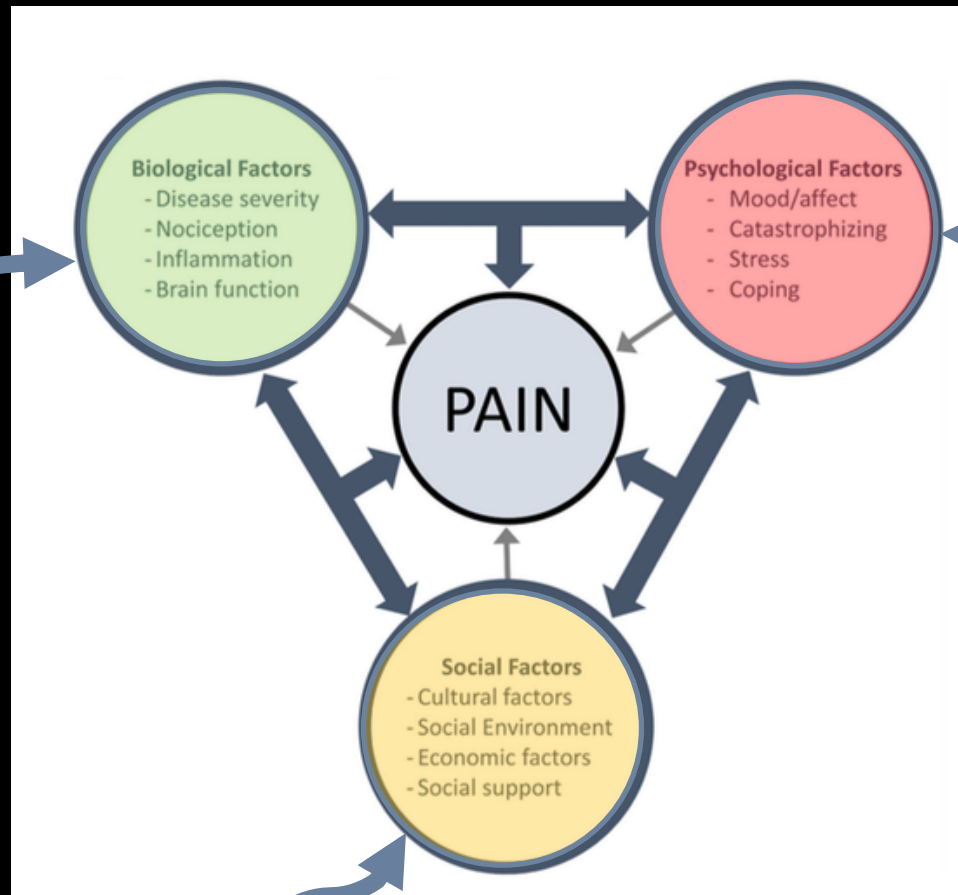 Biological Factors
- Disease severity
- Nociception
- Inflammation
- Brain function
Psychological Factors
- Mood/affect
- Catastrophizing
- Stress
- Coping
PAIN
Social Factors
- Cultural factors
- Social Environment
- Economic factors
- Social support